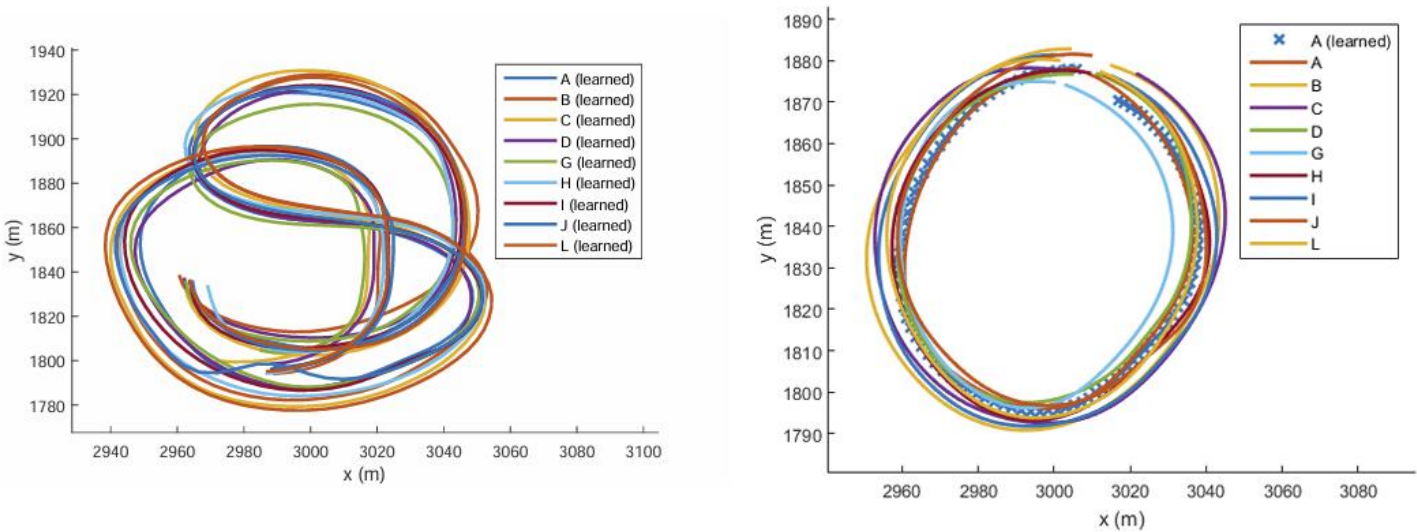 1940
1920
1900
1880
1860
1840
1820
1800
1780
y (m)
2940 2960 2980 3000 3020 3040 3060 3080 3100
x (m)
A (learned)
B (learned)
C (learned)
D (learned)
G (learned)
H (learned)
I (learned)
J (learned)
L (learned)
1890
1880
1870
1860
1850
1840
1830
1820
1810
1800
1790
y (m)
2960 2980 3000 3020 3040 3060 3080
x (m)
A (learned)
A
B
C
D
G
H
I
J
L